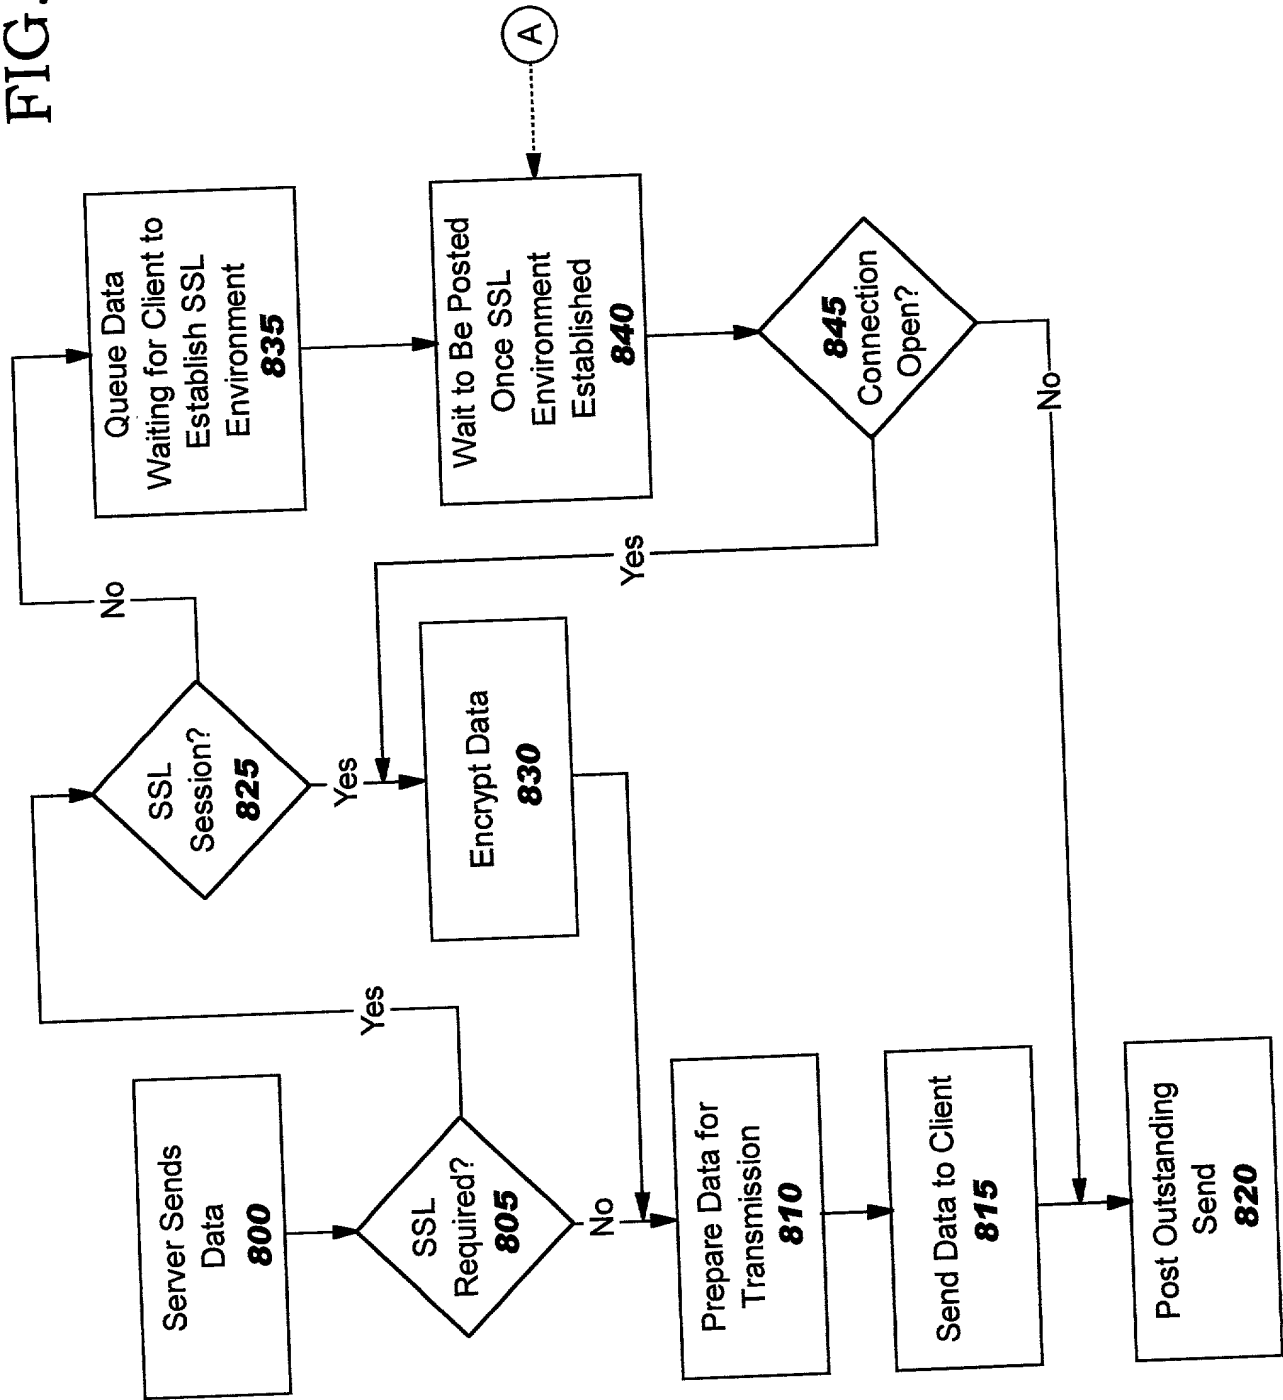 FIG.
Server Sends
Data
800
SSL
Required?
805
Yes
No
Prepare Data for
Transmission
810
Send Data to Client
815
Post Outstanding
Send
820
SSL
Session?
825
No
Yes
Encrypt Data
830
Queue Data
Waiting for Client to
Establish SSL
Environment
835
Wait to Be Posted
Once SSL
Environment
Established
840
A
845
Connection
Open?
Yes
No